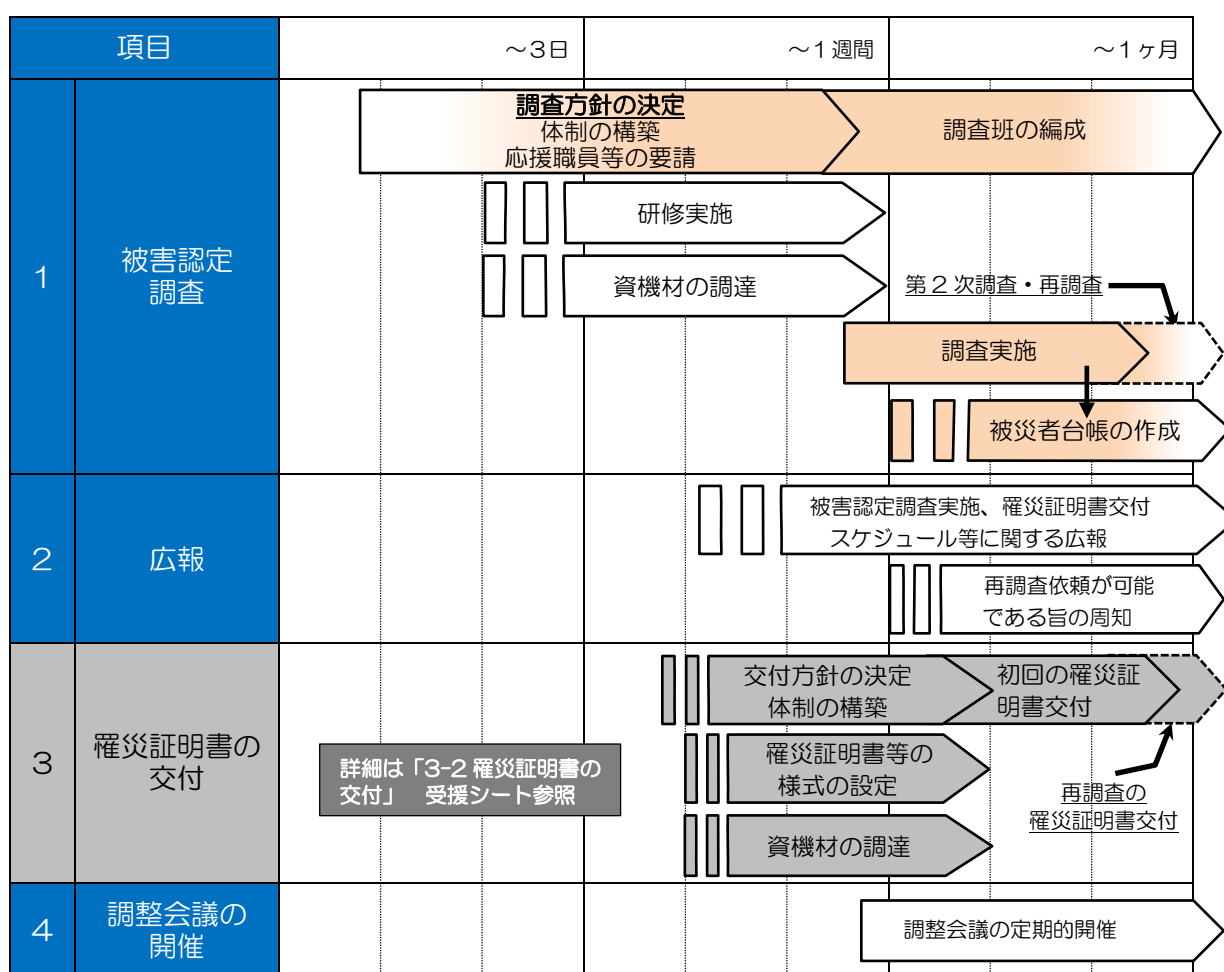 項目
~3日
~1週間
~1ヶ月
1
被害認定
調査
調査方針の決定
体制の構築
応援職員等の要請
調査班の編成
研修実施
資機材の調達
第2次調査・再調査
調査実施
被災者台帳の作成
2
広報
被害認定調査実施、罹災証明書交付
スケジュール等に関する広報
再調査依頼が可能
である旨の周知
3
罹災証明書の
交付
詳細は「3-2 罹災証明書の
交付」 受援シート参照
交付方針の決定
体制の構築
初回の罹災証
明書交付
罹災証明書等の
様式の設定
資機材の調達
再調査の
罹災証明書交付
4
調整会議の
開催
調整会議の定期的開催